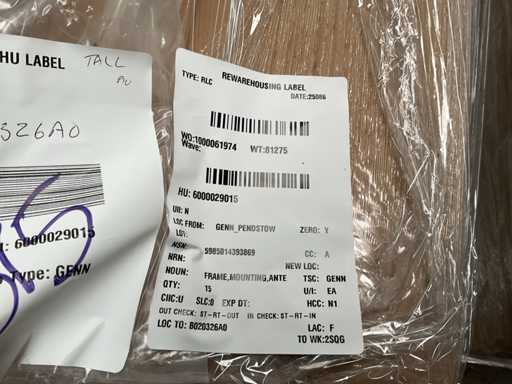 HU LABEL TALL
AU
326A0
: 6000029015
Type: GENN
REWAREHOUSING LABEL
TYPE: RLC
DATE:25086
WO:1000061974 WT:81275
Wave:
HU: 6000029015
UII: N
LOC FROM: GENN_PENDSTOW ZERO: Y
NSN:
NRN: 5985014393869 CC: A
NEW LOC:
NOUN: FRAME,MOUNTING,ANTE TSC: GENN
QTY: 15 U/I: EA
CIIC:U SLC:0 EXP DT: HCC: N1
OUT CHECK: ST-RT-OUT IN CHECK: ST-RT-IN
LOC TO: B020326A0 LAC: F
TO WK:2SQG